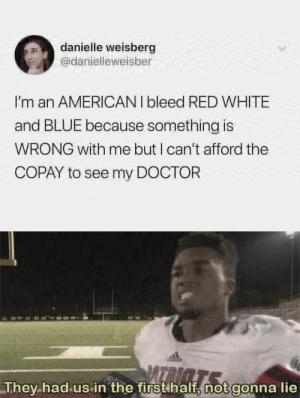 danielle weisberg
@danielleweisber
I'm an AMERICAN I bleed RED WHITE
and BLUE because something is
WRONG with me but I can't afford the
COPAY to see my DOCTOR
They had us in the first half, not gonna lie